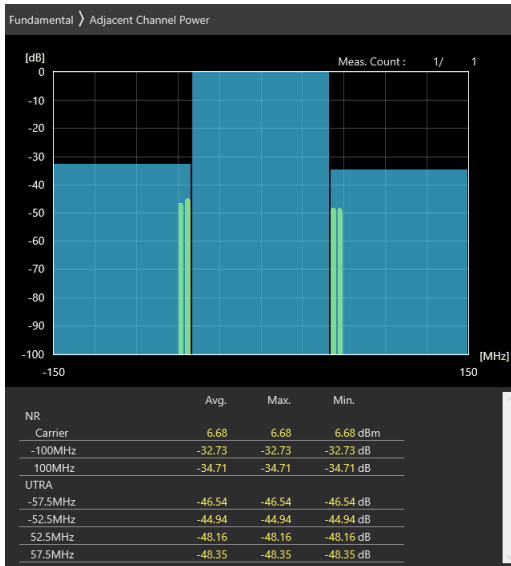 Fundamental 〉 Adjacent Channel Power
[dB]
Meas. Count : 1/ 1
0
-10
-20
-30
-40
-50
-60
-70
-80
-90
-100
[MHz]
-150 150
Avg. Max. Min.
NR
Carrier 6.68 6.68 6.68 dBm
-100MHz -32.73 -32.73 -32.73 dB
100MHz -34.71 -34.71 -34.71 dB
UTRA
-57.5MHz -46.54 -46.54 -46.54 dB
-52.5MHz -44.94 -44.94 -44.94 dB
52.5MHz -48.16 -48.16 -48.16 dB
57.5MHz -48.35 -48.35 -48.35 dB